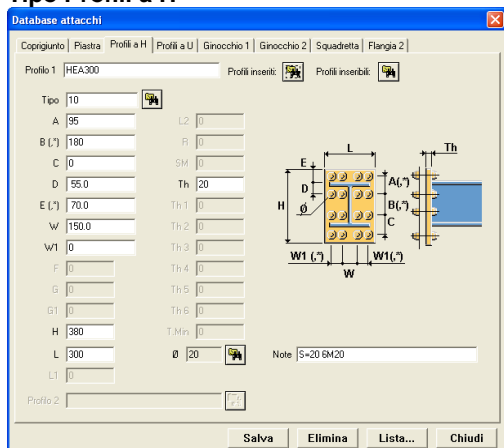 Tipo Profili a H
Database attacchi
Coprigiunto Piastra Profili a H Profili a U Ginocchio 1 Ginocchio 2 Squadretta Flangia 2
Profilo 1 HEA300 Profili inseriti: Profili inseribili:
Tipo 10
A 95 L2 0
B (,*) 180 R 0
C 0 SM 0
D 55.0 Th 20
E (,*) 70.0 Th 1 0
W 150.0 Th 2 0
W1 0 Th 3 0
F 0 Th 4 0
G 0 Th 5 0
G1 0 Th 6 0
H 380 T.Min 0
L 300 Ø 20 Note S=20 6M20
L1 0
Profilo 2
L Th
E
D
H
Ø
A(,*)
B(,*)
C
W1 (,*) W1(,*)
W
Salva Elimina Lista... Chiudi